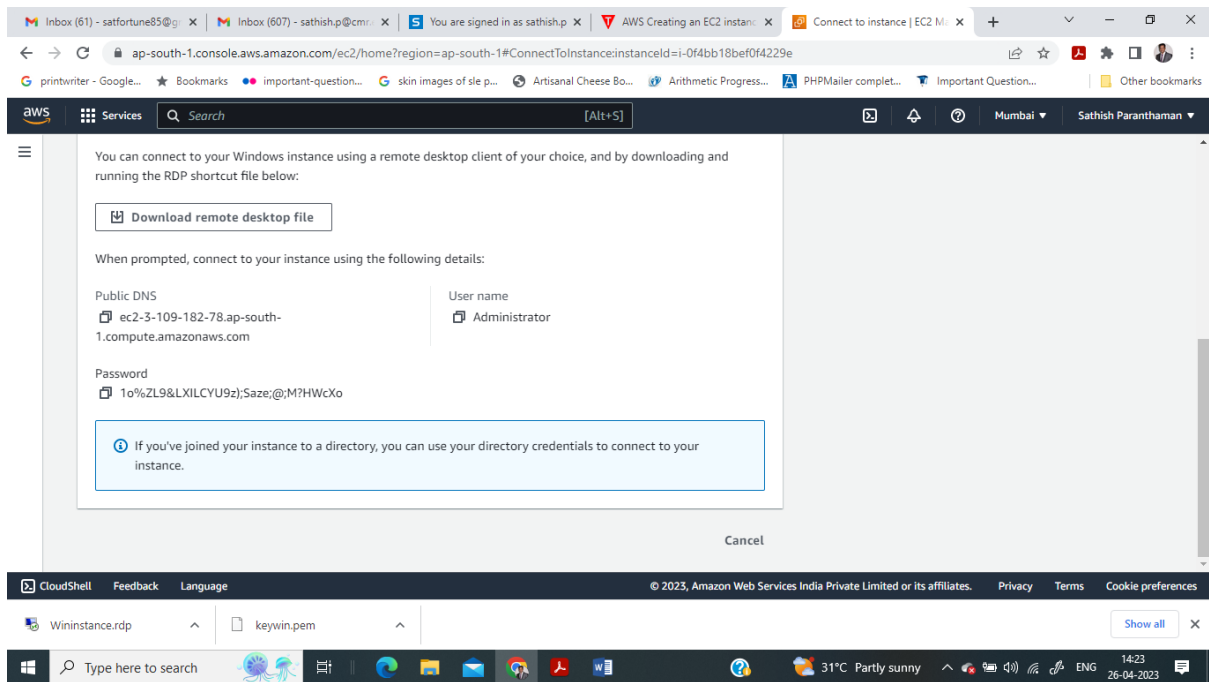 Inbox (61) - satfortune85@g
Inbox (607) - sathish.p@cmr.
You are signed in as sathish.p
AWS Creating an EC2 instanc
Connect to instance | EC2 Ma
ap-south-1.console.aws.amazon.com/ec2/home?region=ap-south-1#ConnectToInstance:instanceId=i-0f4bb18bef0f4229e
printwriter - Google...
Bookmarks
important-question...
skin images of sle p...
Artisanal Cheese Bo...
Arithmetic Progress...
PHPMailer complet...
Important Question...
Other bookmarks
aws
Services
Search
[Alt+S]
Mumbai
Sathish Paranthaman
You can connect to your Windows instance using a remote desktop client of your choice, and by downloading and
running the RDP shortcut file below:
Download remote desktop file
When prompted, connect to your instance using the following details:
Public DNS
ec2-3-109-182-78.ap-south-
1.compute.amazonaws.com
User name
Administrator
Password
1o%ZL9&LXILCYU9z);Saze;@;M?HWcXo
If you've joined your instance to a directory, you can use your directory credentials to connect to your
instance.
Cancel
CloudShell
Feedback
Language
© 2023, Amazon Web Services India Private Limited or its affiliates.
Privacy
Terms
Cookie preferences
Wininstance.rdp
keywin.pem
Show all
Type here to search
31°C Partly sunny
ENG
14:23
26-04-2023